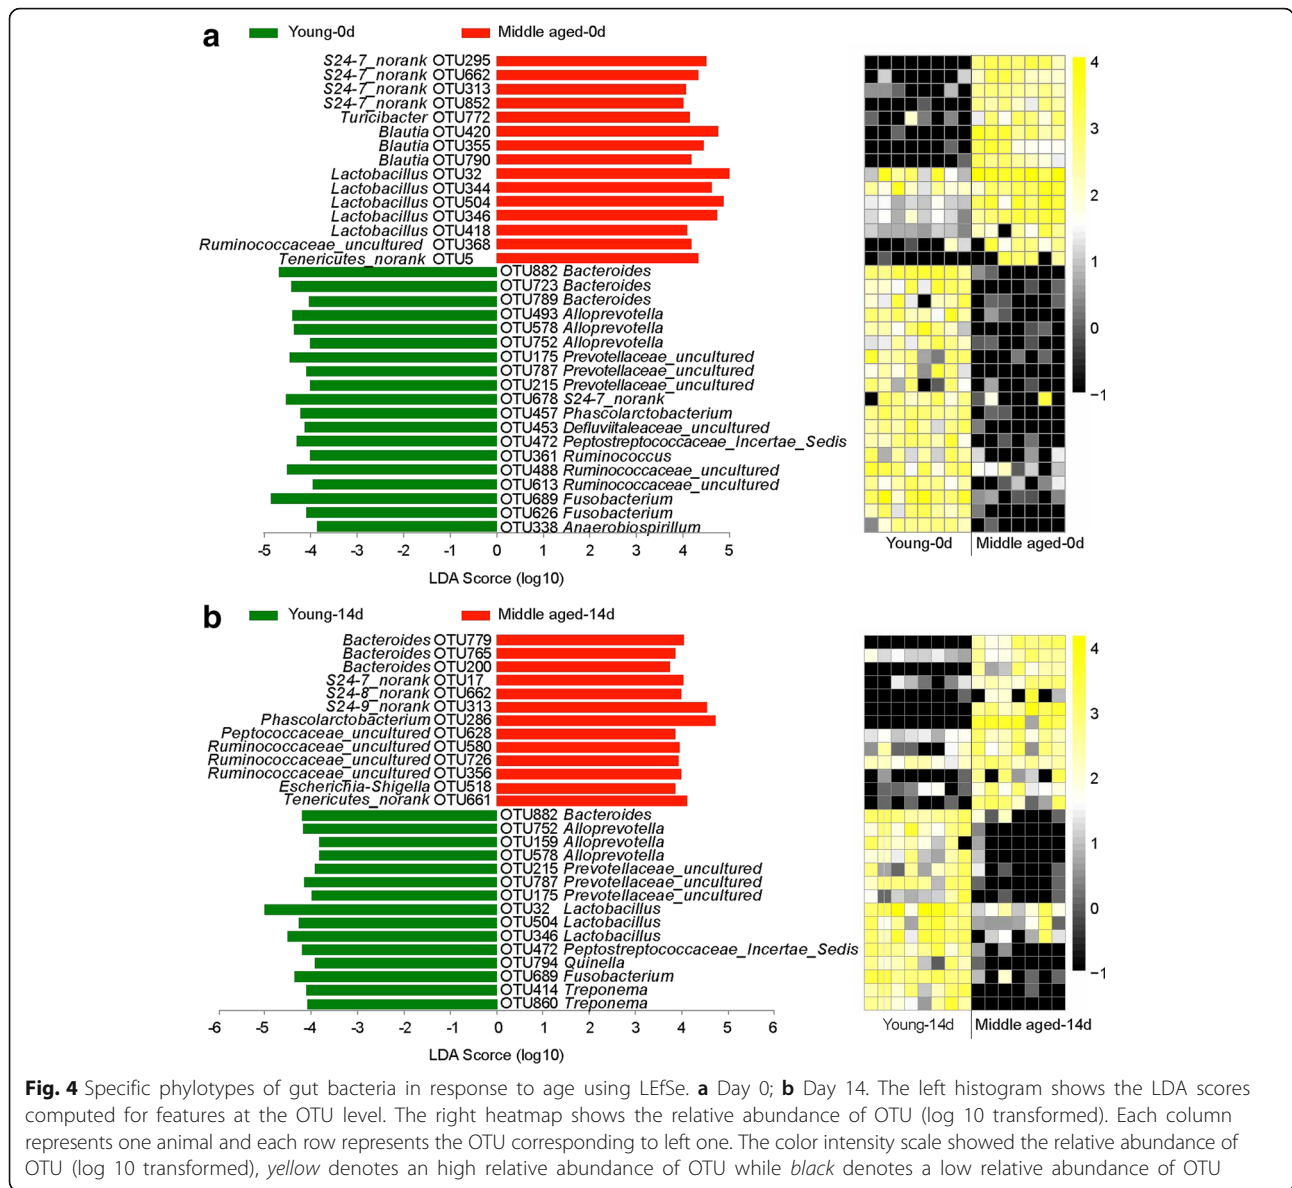 a
Young-0d Middle aged-0d
S24-7_norank OTU295
S24-7_norank OTU662
S24-7_norank OTU313
S24-7_norank OTU852
Turicibacter OTU772
Blautia OTU420
Blautia OTU355
Blautia OTU790
Lactobacillus OTU32
Lactobacillus OTU344
Lactobacillus OTU504
Lactobacillus OTU346
Lactobacillus OTU418
Ruminococcaceae_uncultured OTU368
Tenericutes_norank OTU5
OTU882 Bacteroides
OTU723 Bacteroides
OTU789 Bacteroides
OTU493 Alloprevotella
OTU578 Alloprevotella
OTU752 Alloprevotella
OTU175 Prevotellaceae_uncultured
OTU787 Prevotellaceae_uncultured
OTU215 Prevotellaceae_uncultured
OTU678 S24-7_norank
OTU457 Phascolarctobacterium
OTU453 Defluviitaleaceae_uncultured
OTU472 Peptostreptococcaceae_Incertae_Sedis
OTU361 Ruminococcus
OTU488 Ruminococcaceae_uncultured
OTU613 Ruminococcaceae_uncultured
OTU689 Fusobacterium
OTU626 Fusobacterium
OTU338 Anaerobiospirillum
-5 -4 -3 -2 -1 0 1 2 3 4 5
LDA Scorce (log10)
4
3
2
1
0
−1
Young-0d Middle aged-0d
b
Young-14d Middle aged-14d
Bacteroides OTU779
Bacteroides OTU765
Bacteroides OTU200
S24-7_norank OTU17
S24-8_norank OTU662
S24-9_norank OTU313
Phascolarctobacterium OTU286
Peptococcaceae_uncultured OTU628
Ruminococcaceae_uncultured OTU580
Ruminococcaceae_uncultured OTU726
Ruminococcaceae_uncultured OTU356
Escherichia-Shigella OTU518
Tenericutes_norank OTU661
OTU882 Bacteroides
OTU752 Alloprevotella
OTU159 Alloprevotella
OTU578 Alloprevotella
OTU215 Prevotellaceae_uncultured
OTU787 Prevotellaceae_uncultured
OTU175 Prevotellaceae_uncultured
OTU32 Lactobacillus
OTU504 Lactobacillus
OTU346 Lactobacillus
OTU472 Peptostreptococcaceae_Incertae_Sedis
OTU794 Quinella
OTU689 Fusobacterium
OTU414 Treponema
OTU860 Treponema
-6 -5 -4 -3 -2 -1 0 1 2 3 4 5 6
LDA Scorce (log10)
4
3
2
1
0
−1
Young-14d Middle aged-14d
Fig. 4 Specific phylotypes of gut bacteria in response to age using LEfSe. a Day 0; b Day 14. The left histogram shows the LDA scores
computed for features at the OTU level. The right heatmap shows the relative abundance of OTU (log 10 transformed). Each column
represents one animal and each row represents the OTU corresponding to left one. The color intensity scale showed the relative abundance of
OTU (log 10 transformed), yellow denotes an high relative abundance of OTU while black denotes a low relative abundance of OTU